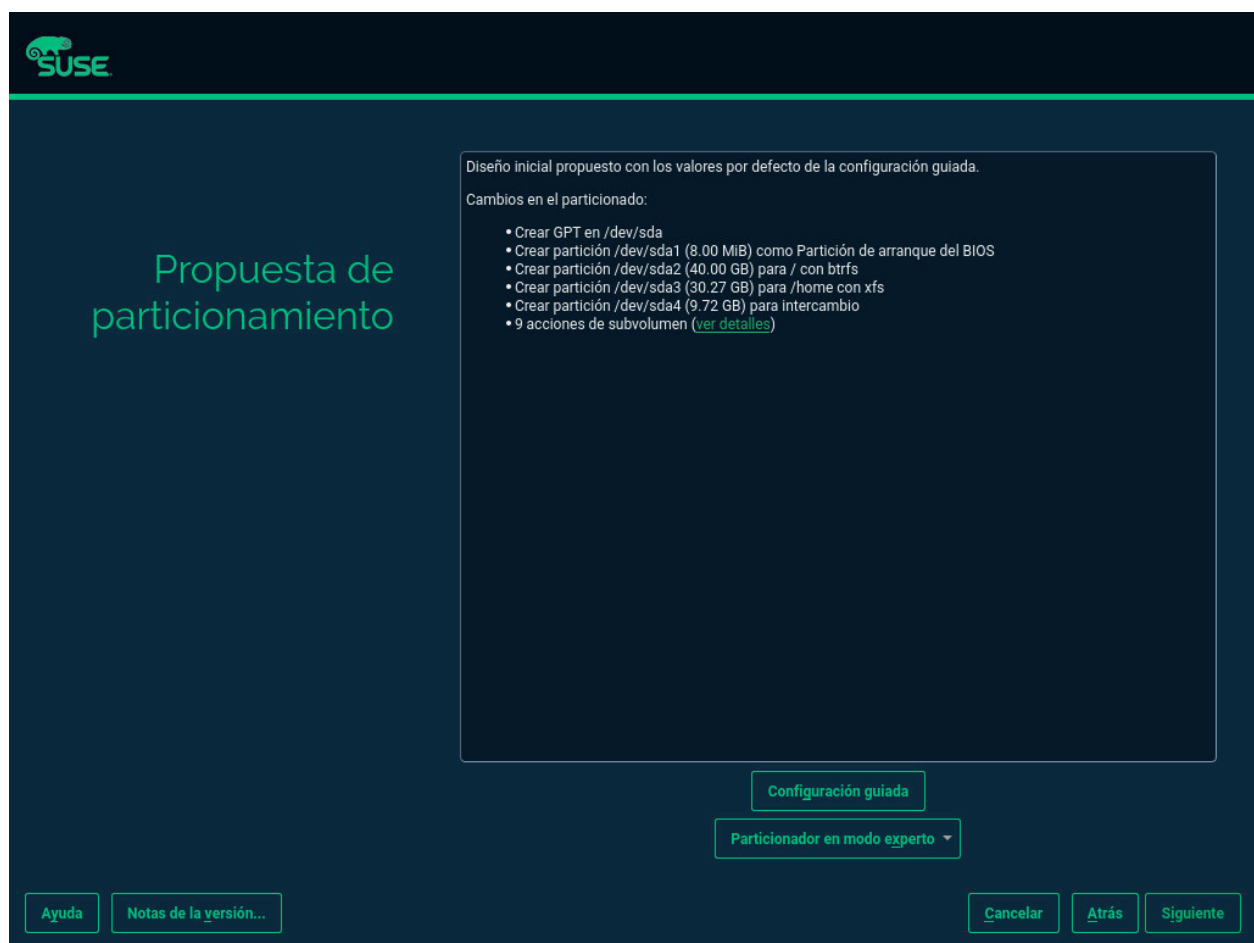 SUSE
Diseño inicial propuesto con los valores por defecto de la configuración guiada.
Cambios en el particionado:
• Crear GPT en /dev/sda
• Crear partición /dev/sda1 (8.00 MiB) como Partición de arranque del BIOS
• Crear partición /dev/sda2 (40.00 GB) para / con btrfs
• Crear partición /dev/sda3 (30.27 GB) para /home con xfs
• Crear partición /dev/sda4 (9.72 GB) para intercambio
• 9 acciones de subvolumen (ver detalles)
Propuesta de
particionamiento
Configuración guiada
Particionador en modo experto
Ayuda
Notas de la versión...
Cancelar
Atrás
Siguiente